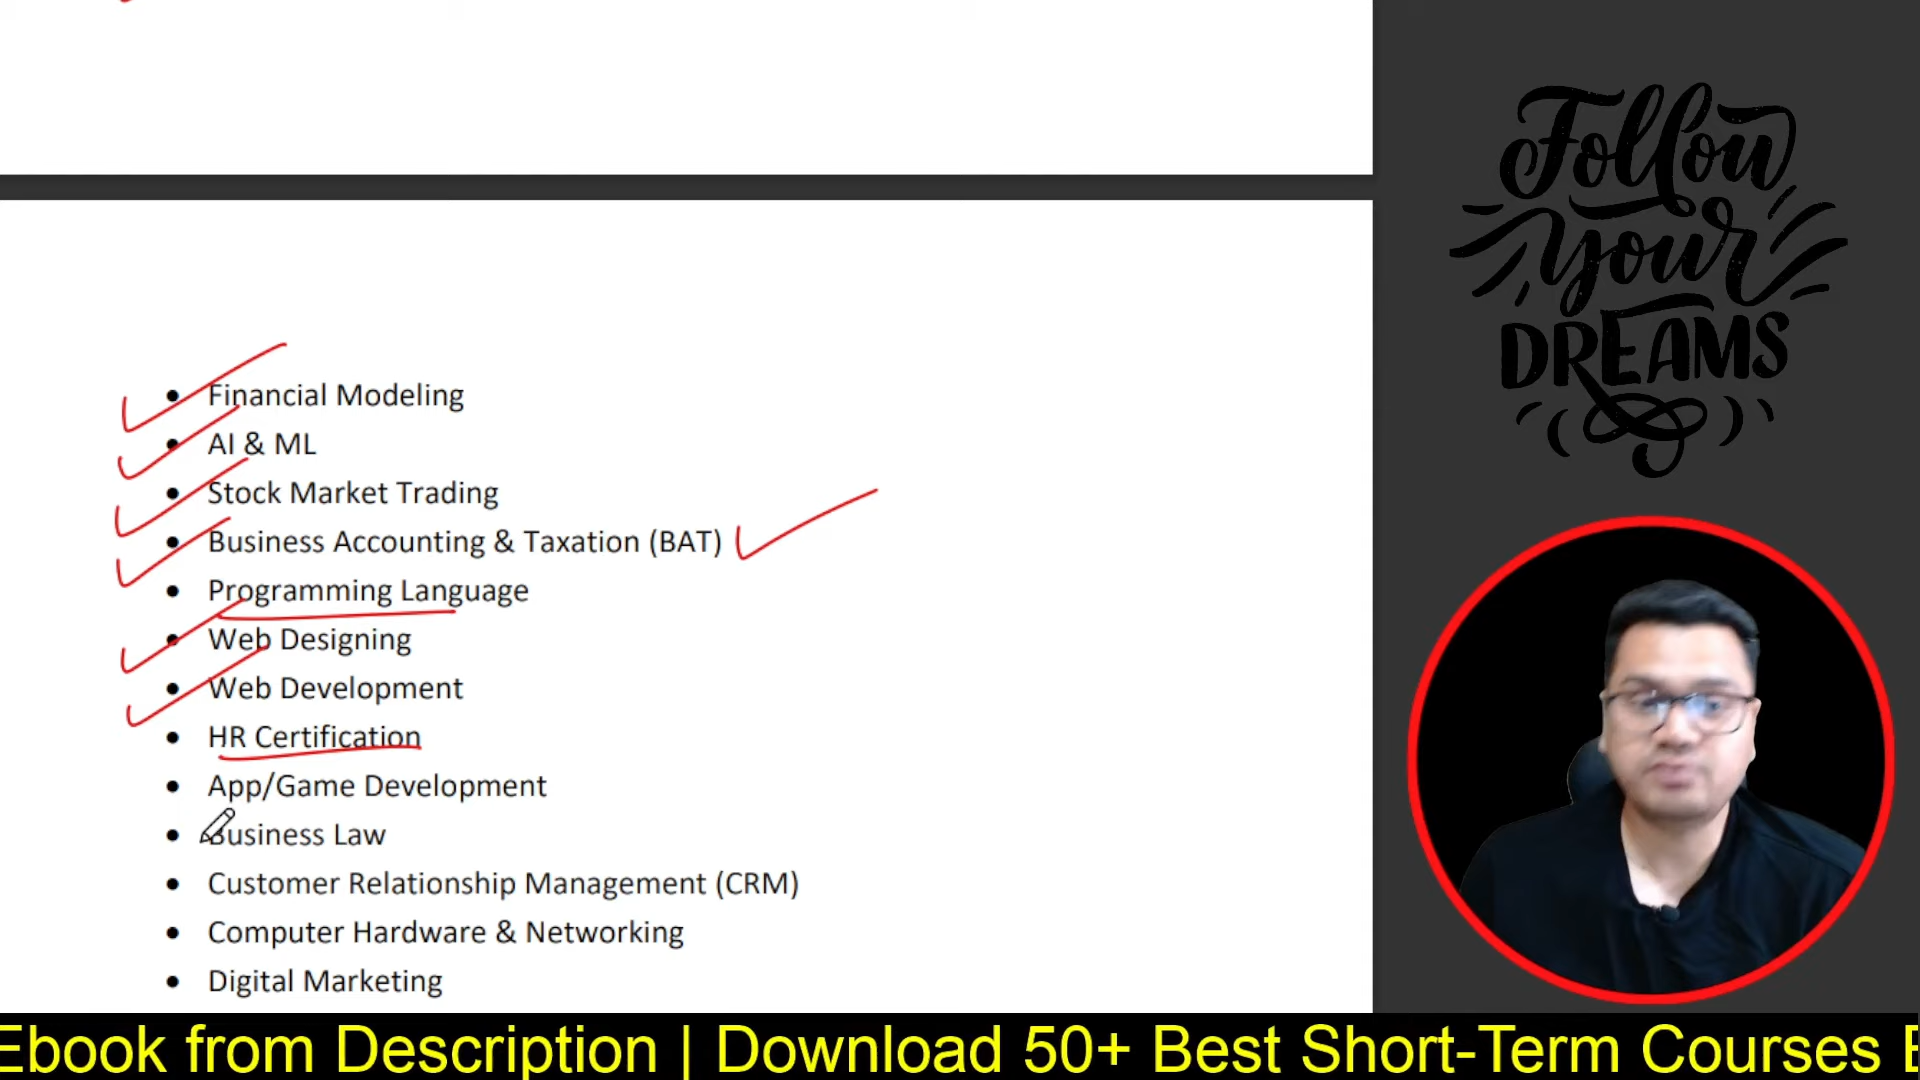 Follow
your
DREAMS
• Financial Modeling
• AI & ML
• Stock Market Trading
• Business Accounting & Taxation (BAT)
• Programming Language
• Web Designing
• Web Development
• HR Certification
• App/Game Development
• Business Law
• Customer Relationship Management (CRM)
• Computer Hardware & Networking
• Digital Marketing
Ebook from Description | Download 50+ Best Short-Term Courses E